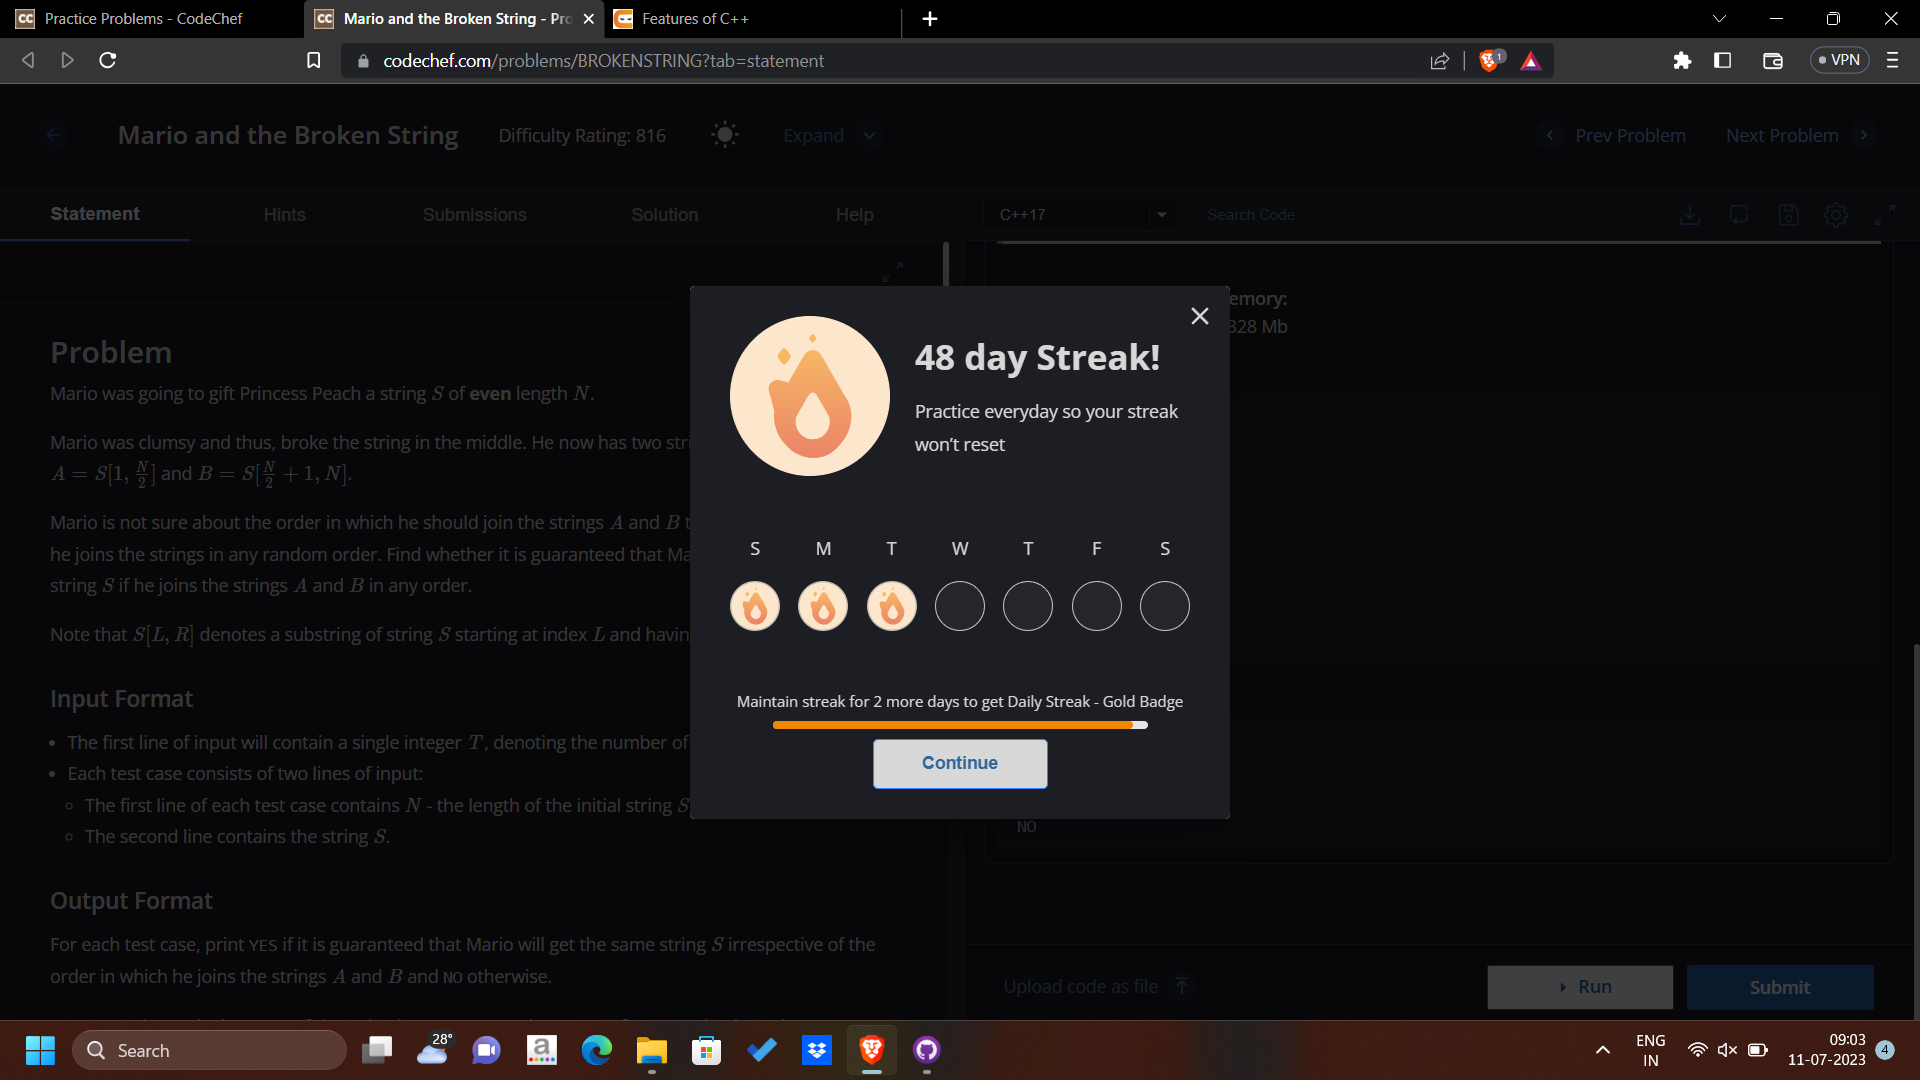 Practice Problems - CodeChef
Mario and the Broken String - Pro
Features of C++
codechef.com/problems/BROKENSTRING?tab=statement
1
VPN
Mario and the Broken String
Difficulty Rating: 816
Expand
Prev Problem
Next Problem
Statement
Hints
Submissions
Solution
Help
C++17
Search Code
Problem
Mario was going to gift Princess Peach a string S of even length N.
Mario was clumsy and thus, broke the string in the middle. He now has two stri
A = S[1, N/2] and B = S[N/2 + 1, N].
Mario is not sure about the order in which he should join the strings A and B t
he joins the strings in any random order. Find whether it is guaranteed that Ma
string S if he joins the strings A and B in any order.
Note that S[L, R] denotes a substring of string S starting at index L and havin
Input Format
• The first line of input will contain a single integer T, denoting the number of
• Each test case consists of two lines of input:
◦ The first line of each test case contains N - the length of the initial string S
◦ The second line contains the string S.
Output Format
For each test case, print YES if it is guaranteed that Mario will get the same string S irrespective of the
order in which he joins the strings A and B and NO otherwise.
emory:
328 Mb
48 day Streak!
Practice everyday so your streak
won't reset
S M T W T F S
Maintain streak for 2 more days to get Daily Streak - Gold Badge
Continue
NO
Upload code as file
Run
Submit
Search
28°
ENG
IN
09:03
11-07-2023
4